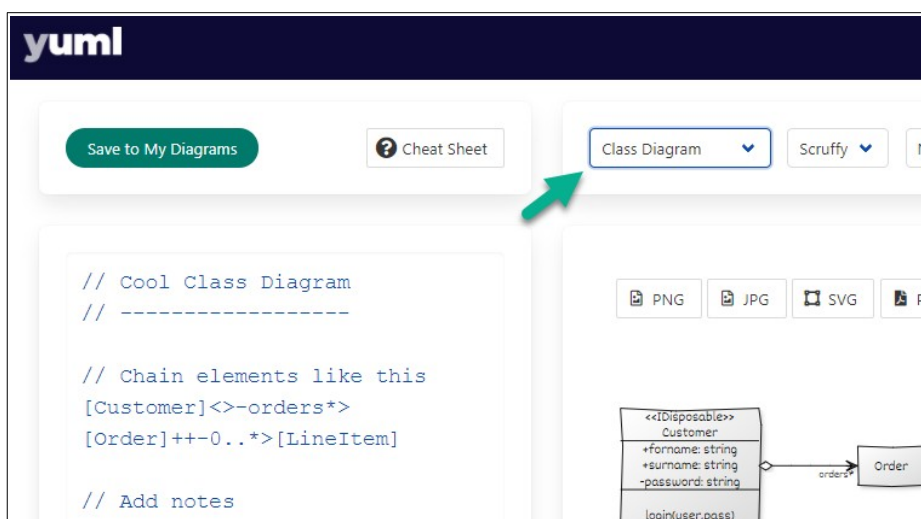 yuml
Save to My Diagrams
Cheat Sheet
Class Diagram
Scruffy
// Cool Class Diagram
// ------------------
// Chain elements like this
[Customer]<>-orders*>
[Order]++-0..*>[LineItem]
// Add notes
PNG
JPG
SVG
<<IDisposable>>
Customer
+forname: string
+surname: string
-password: string
login(user,pass)
orders*
Order